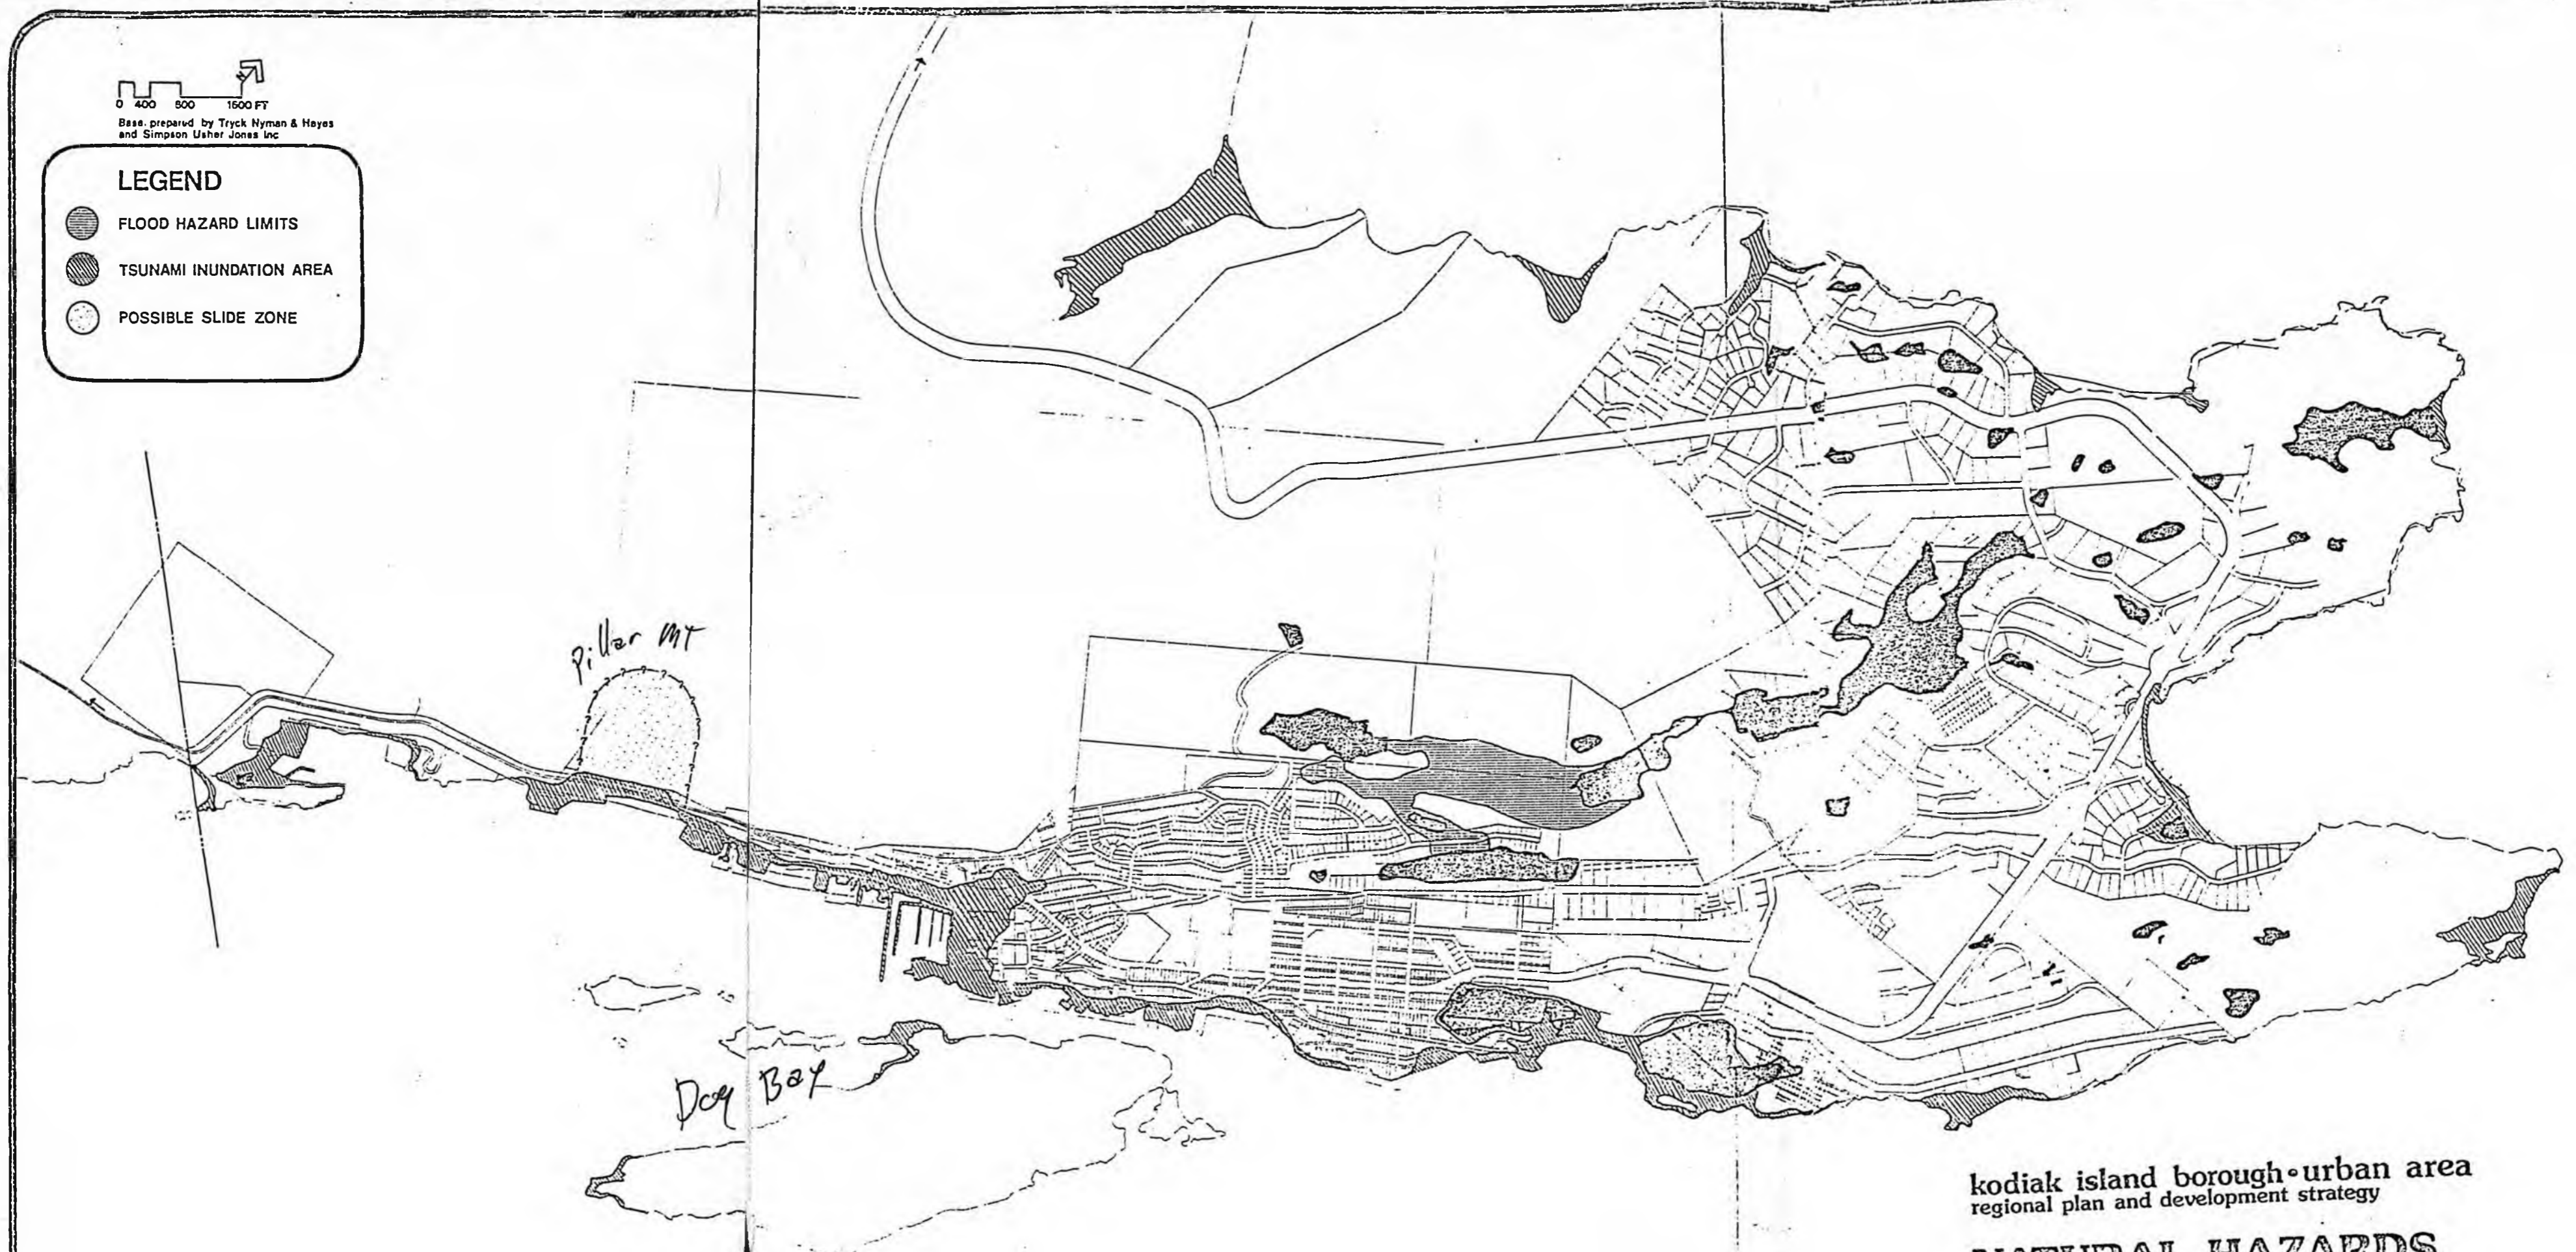 N
0 400 800 1600 FT
Base. prepared by Tryck Nyman & Hayes
and Simpson Usher Jones Inc
LEGEND
FLOOD HAZARD LIMITS
TSUNAMI INUNDATION AREA
POSSIBLE SLIDE ZONE
Pillar MT
? ? ? ? ? ? ? ? ? ?
Dog Bay
kodiak island borough•urban area
regional plan and development strategy
NATURAL HAZARDS